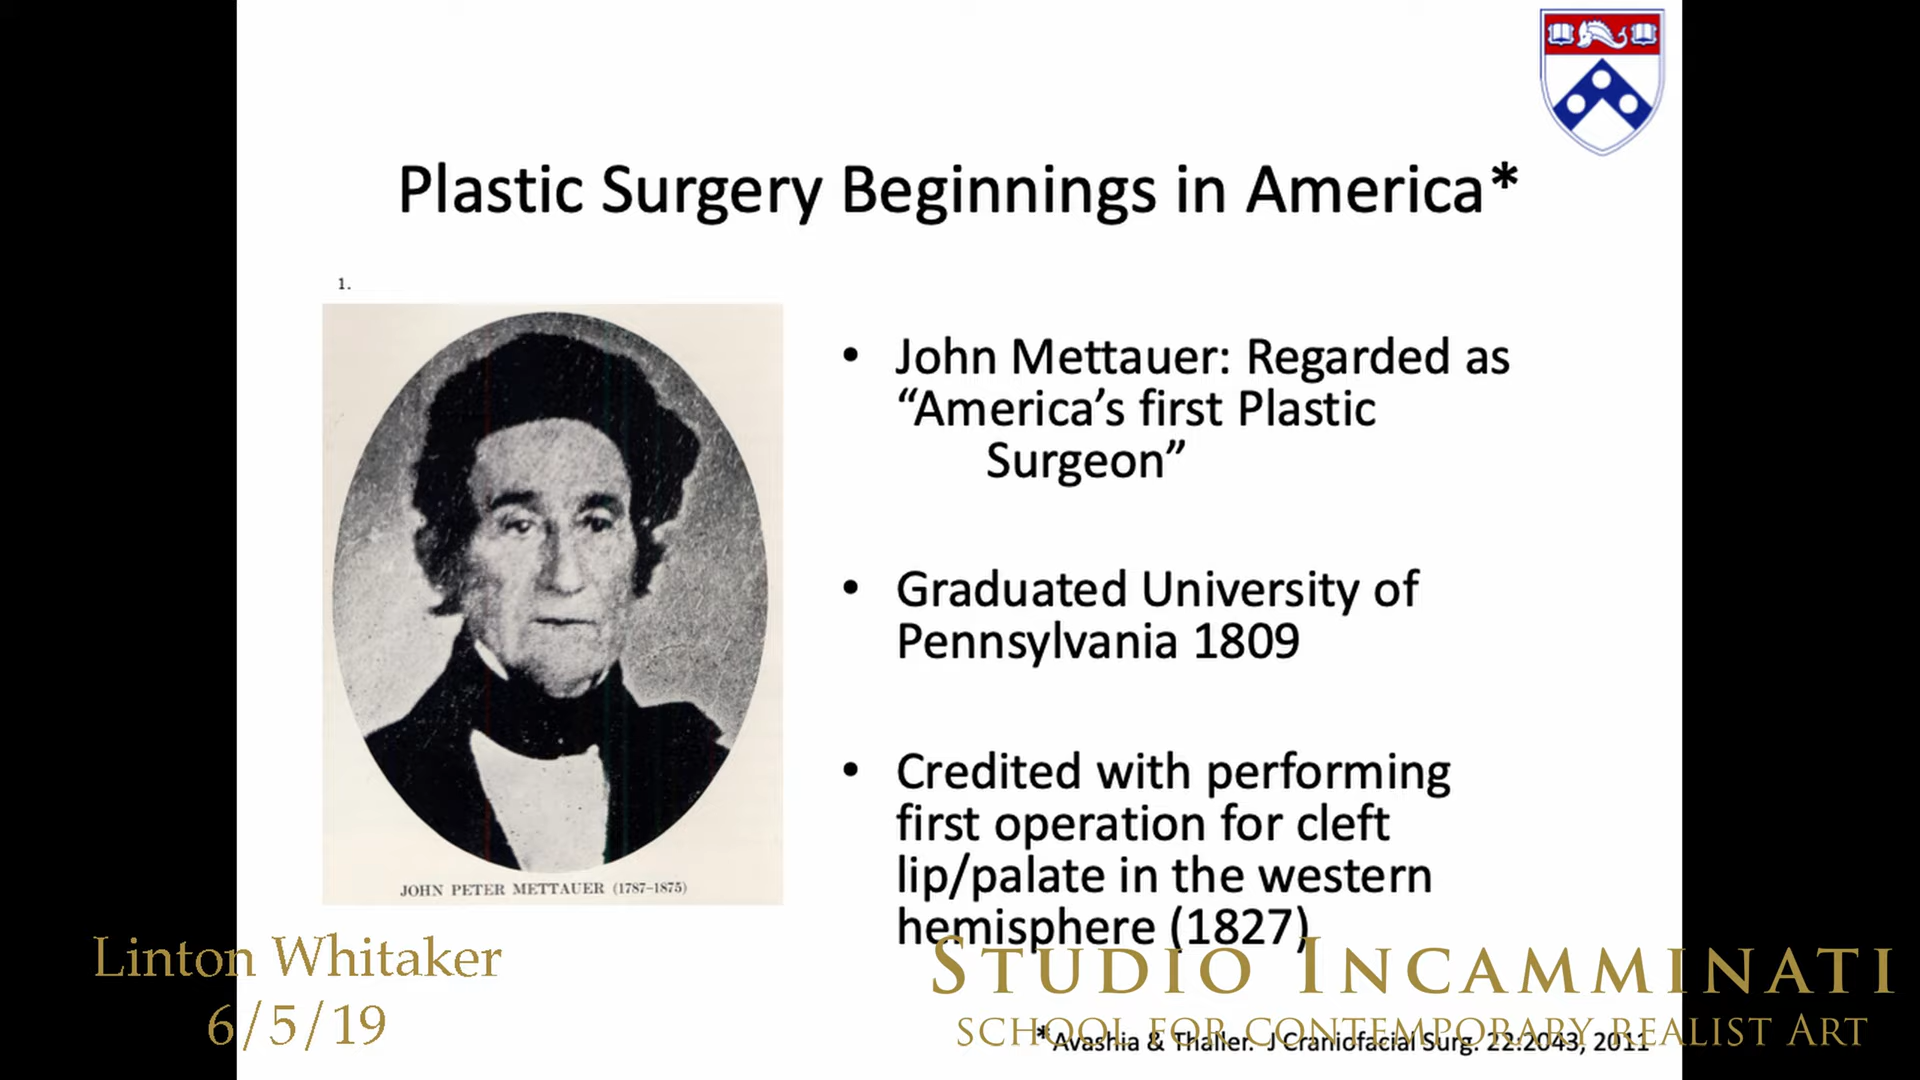 Plastic Surgery Beginnings in America*
1.
JOHN PETER METTAUER (1787–1875)
• John Mettauer: Regarded as
“America’s first Plastic
Surgeon”
• Graduated University of
Pennsylvania 1809
• Credited with performing
first operation for cleft
lip/palate in the western
hemisphere (1827)
*Avashia & Thaller. J Craniofacial Surg. 22:2043, 2011
Linton Whitaker
6/5/19
STUDIO INCAMMINATI
SCHOOL FOR CONTEMPORARY REALIST ART